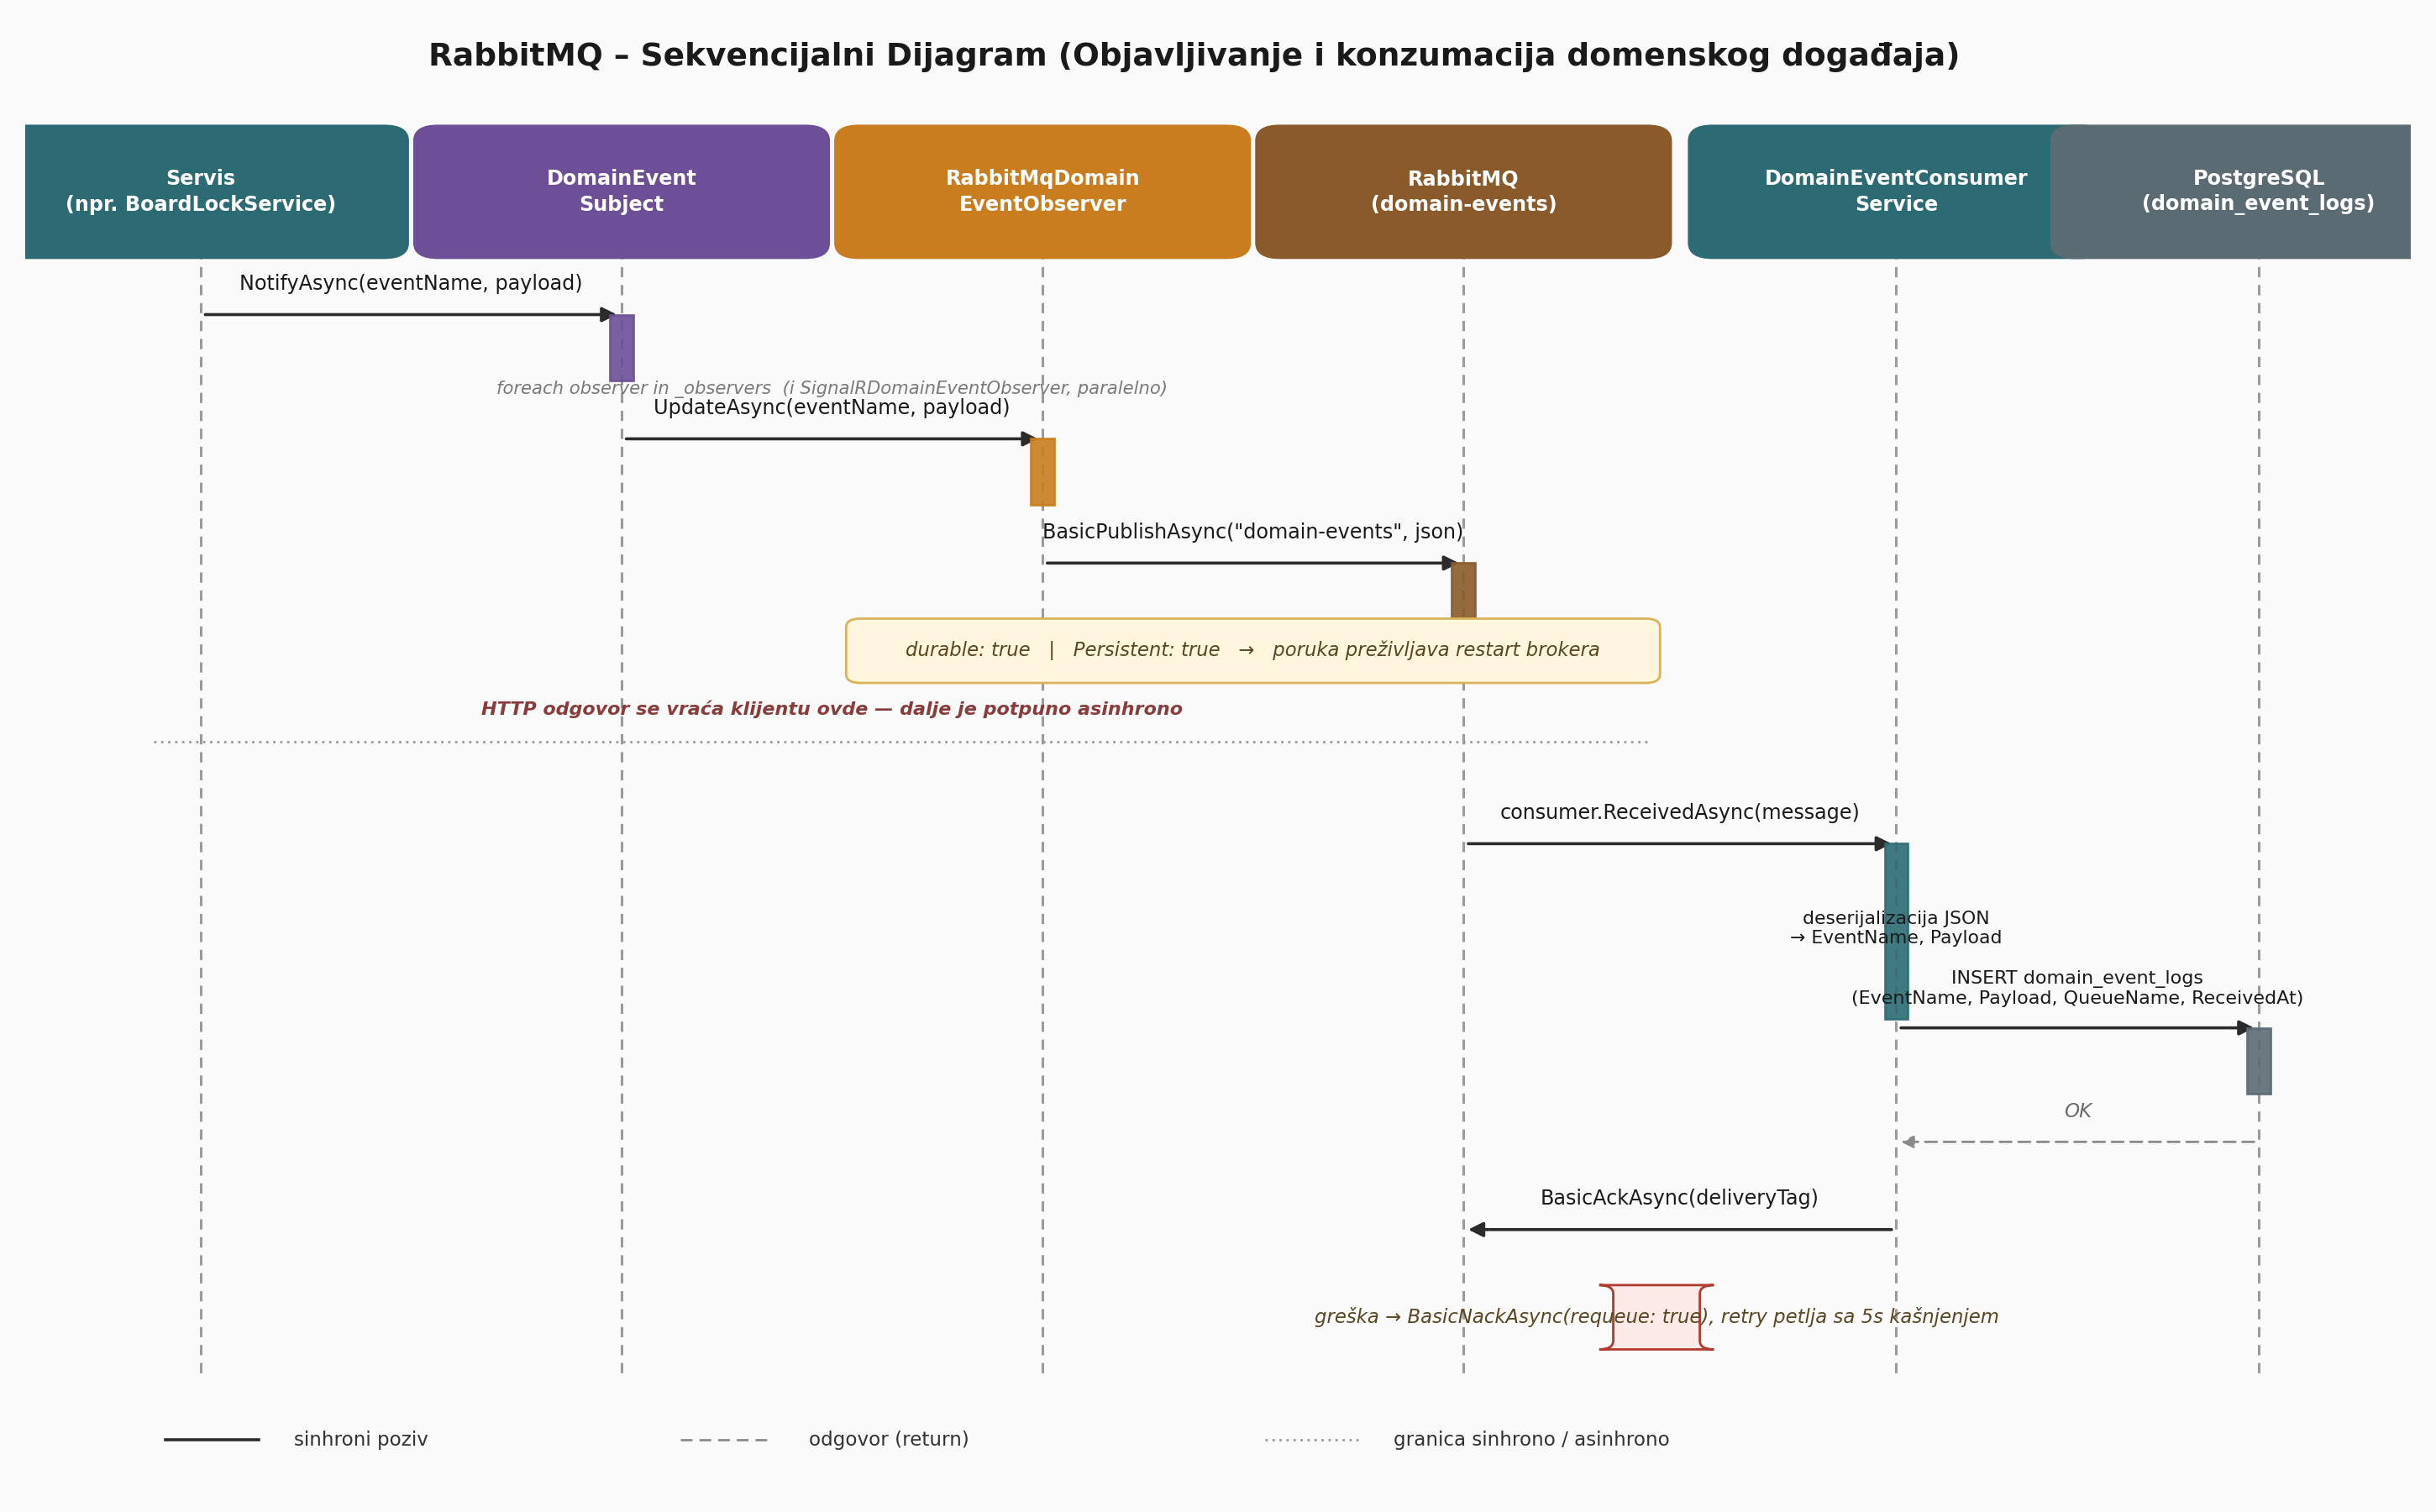 RabbitMQ – Sekvencijalni Dijagram (Objavljivanje i konzumacija domenskog događaja)
Servis
(npr. BoardLockService)
DomainEvent
Subject
RabbitMqDomain
EventObserver
RabbitMQ
(domain-events)
DomainEventConsumer
Service
PostgreSQL
(domain_event_logs)
NotifyAsync(eventName, payload)
foreach observer in _observers  (i SignalRDomainEventObserver, paralelno)
UpdateAsync(eventName, payload)
BasicPublishAsync("domain-events", json)
durable: true   |   Persistent: true   →   poruka preživljava restart brokera
HTTP odgovor se vraća klijentu ovde — dalje je potpuno asinhrono
consumer.ReceivedAsync(message)
deserijalizacija JSON
→ EventName, Payload
INSERT domain_event_logs
(EventName, Payload, QueueName, ReceivedAt)
OK
BasicAckAsync(deliveryTag)
greška → BasicNackAsync(requeue: true), retry petlja sa 5s kašnjenjem
sinhroni poziv
odgovor (return)
granica sinhrono / asinhrono